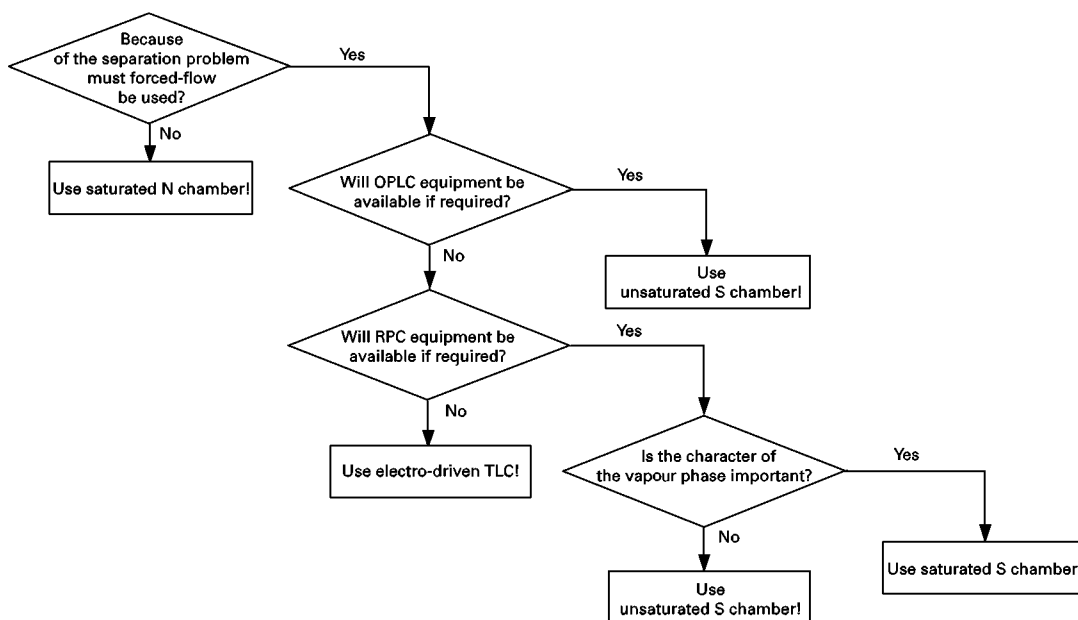 Because
of the separation problem
must forced-flow
be used?
Yes
No
Use saturated N chamber!
Will OPLC equipment be
available if required?
Yes
No
Use
unsaturated S chamber!
Will RPC equipment be
available if required?
Yes
No
Use electro-driven TLC!
Is the character of
the vapour phase important?
Yes
No
Use saturated S chamber
Use
unsaturated S chamber!